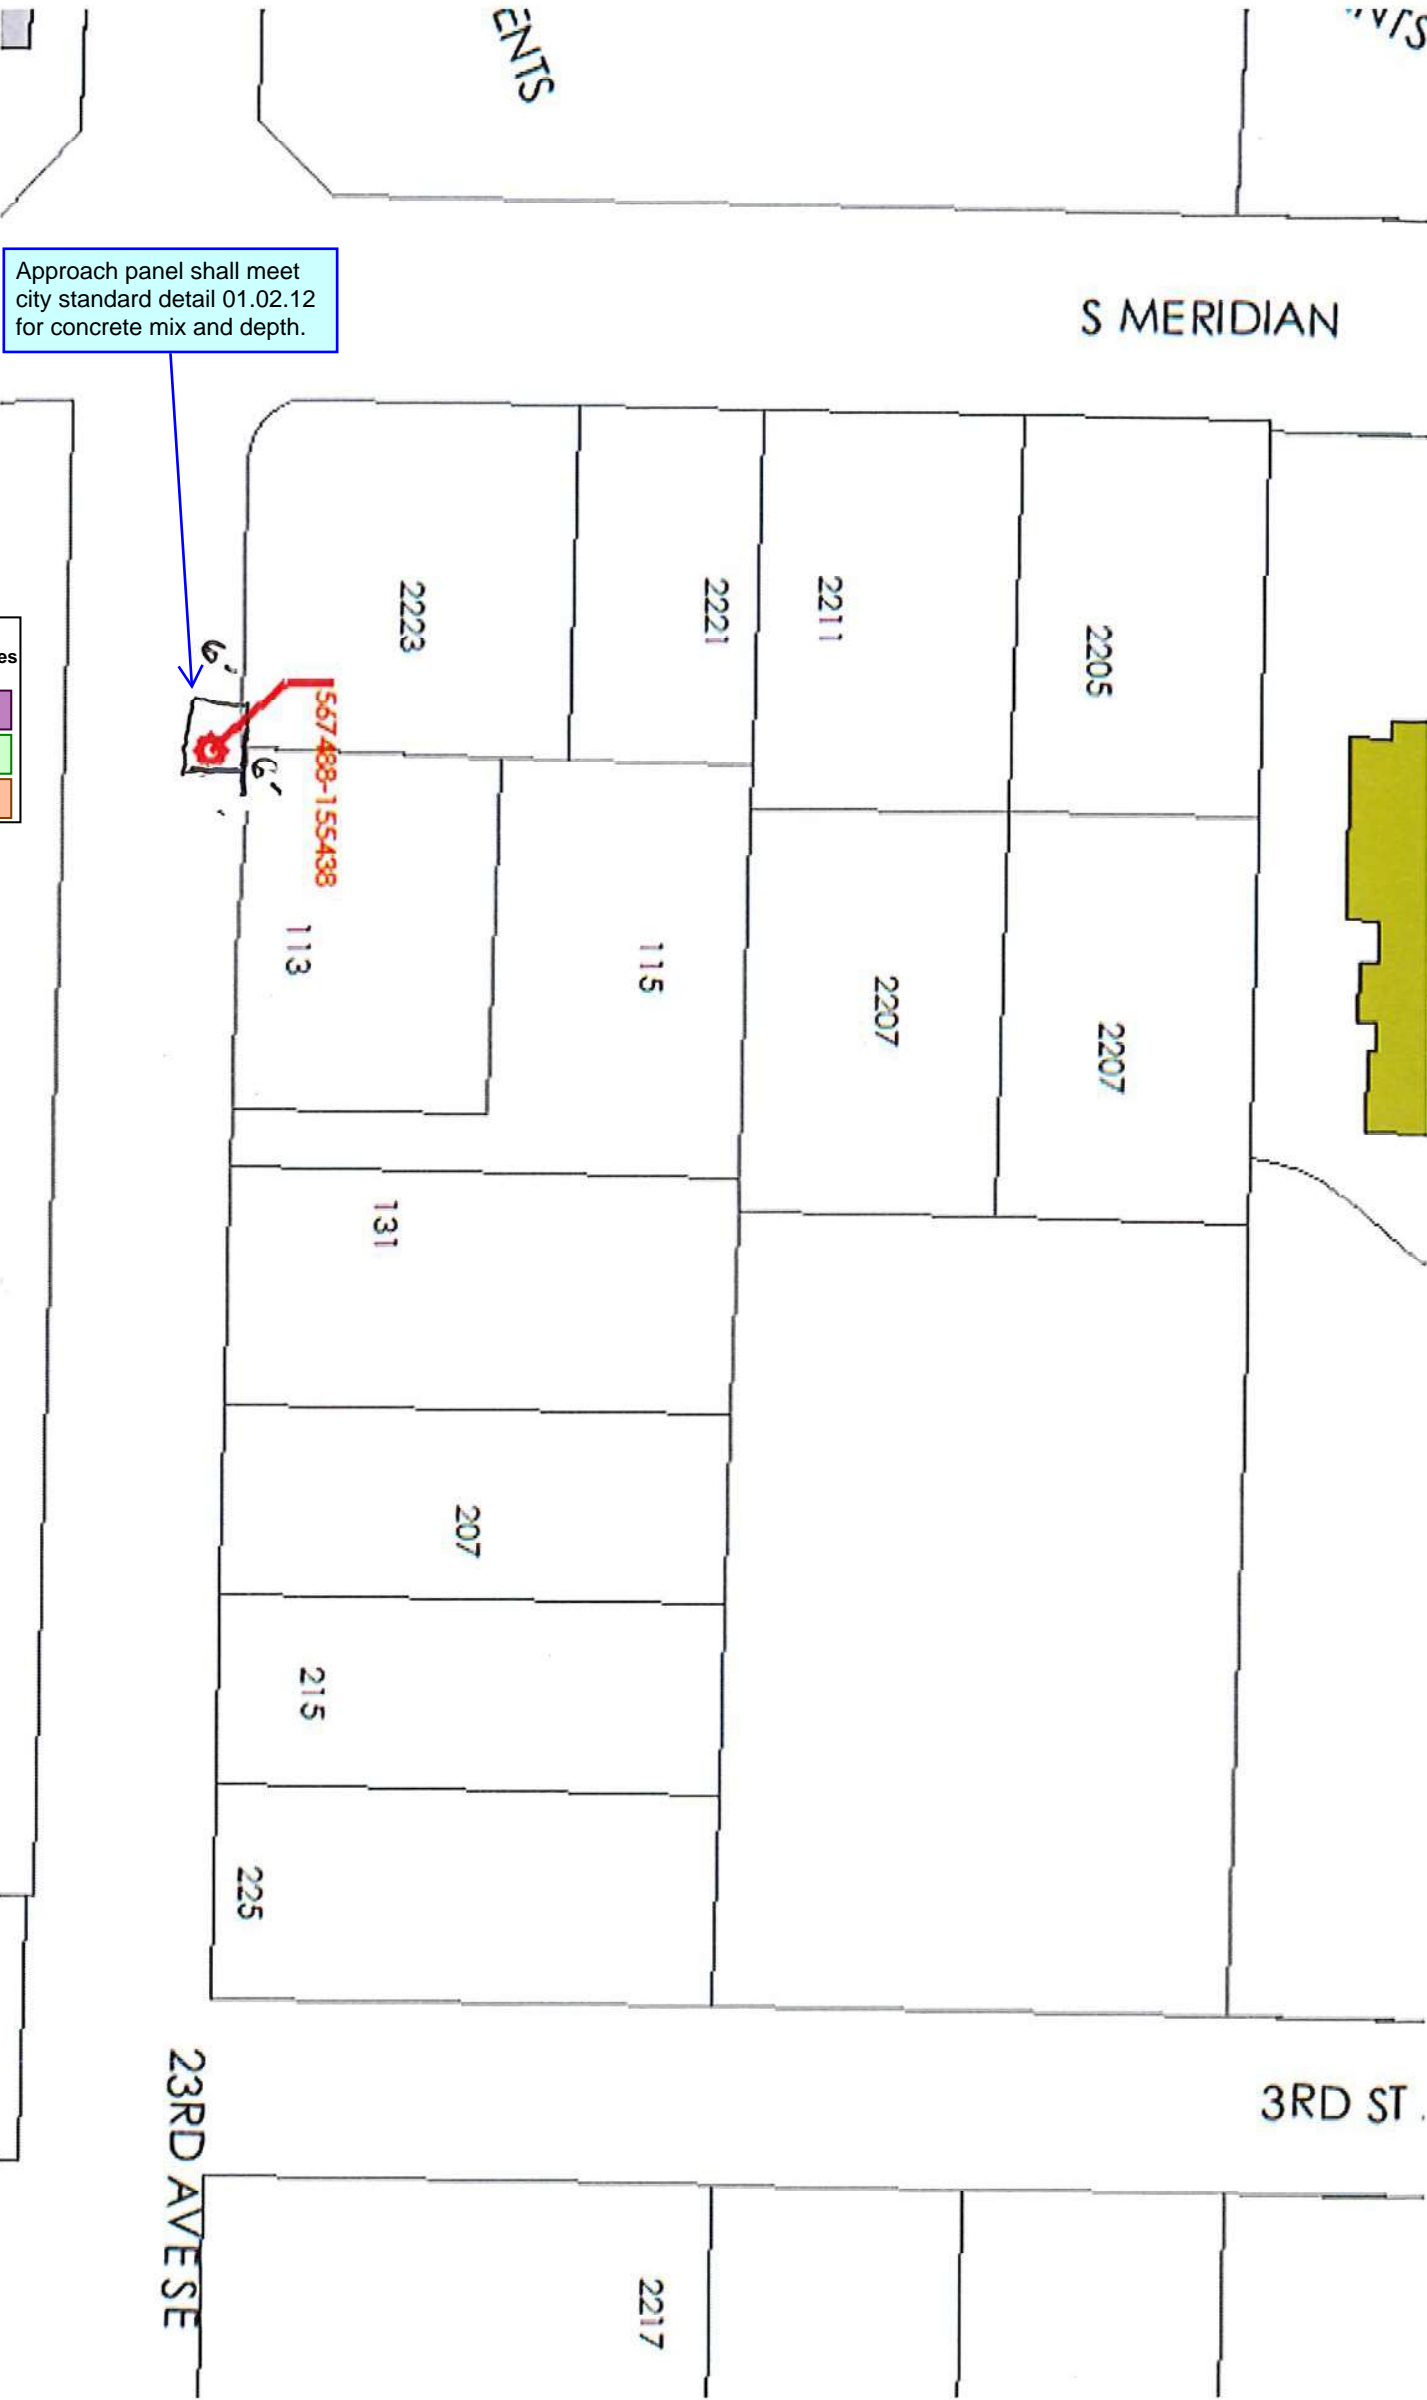 ENTS
Approach panel shall meet
city standard detail 01.02.12
for concrete mix and depth.
S MERIDIAN
2223
2221
2211
2205
es
6'
6'
567488-155438
113
115
2207
2207
131
207
215
225
23RD AVE SE
3RD ST
2217